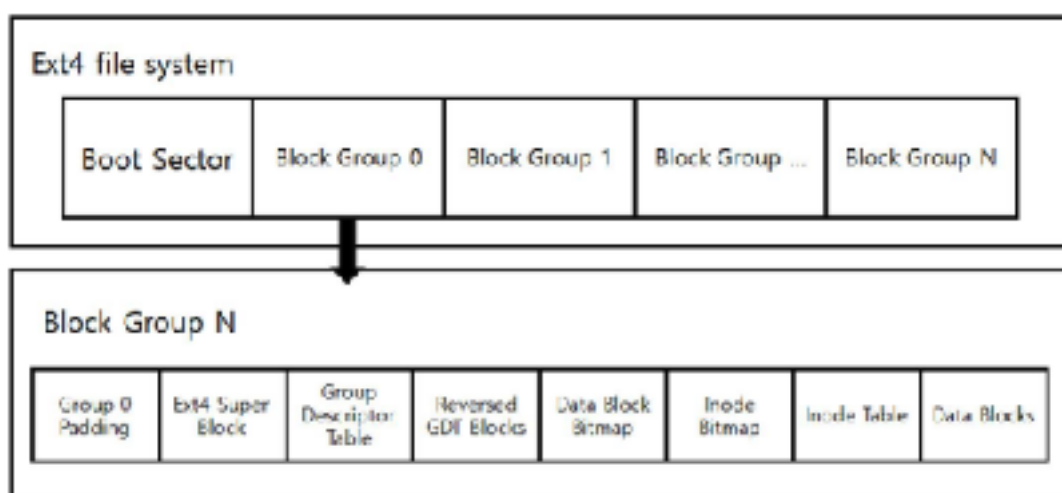 Ext4 file system
Boot Sector
Block Group 0
Block Group 1
Block Group ...
Block Group N
Block Group N
Group 0
Padding
Ext4 Super
Block
Group
Descriptor
Table
Reversed
GDT Blocks
Data Block
Bitmap
Inode
Bitmap
Inode Table
Data Blocks